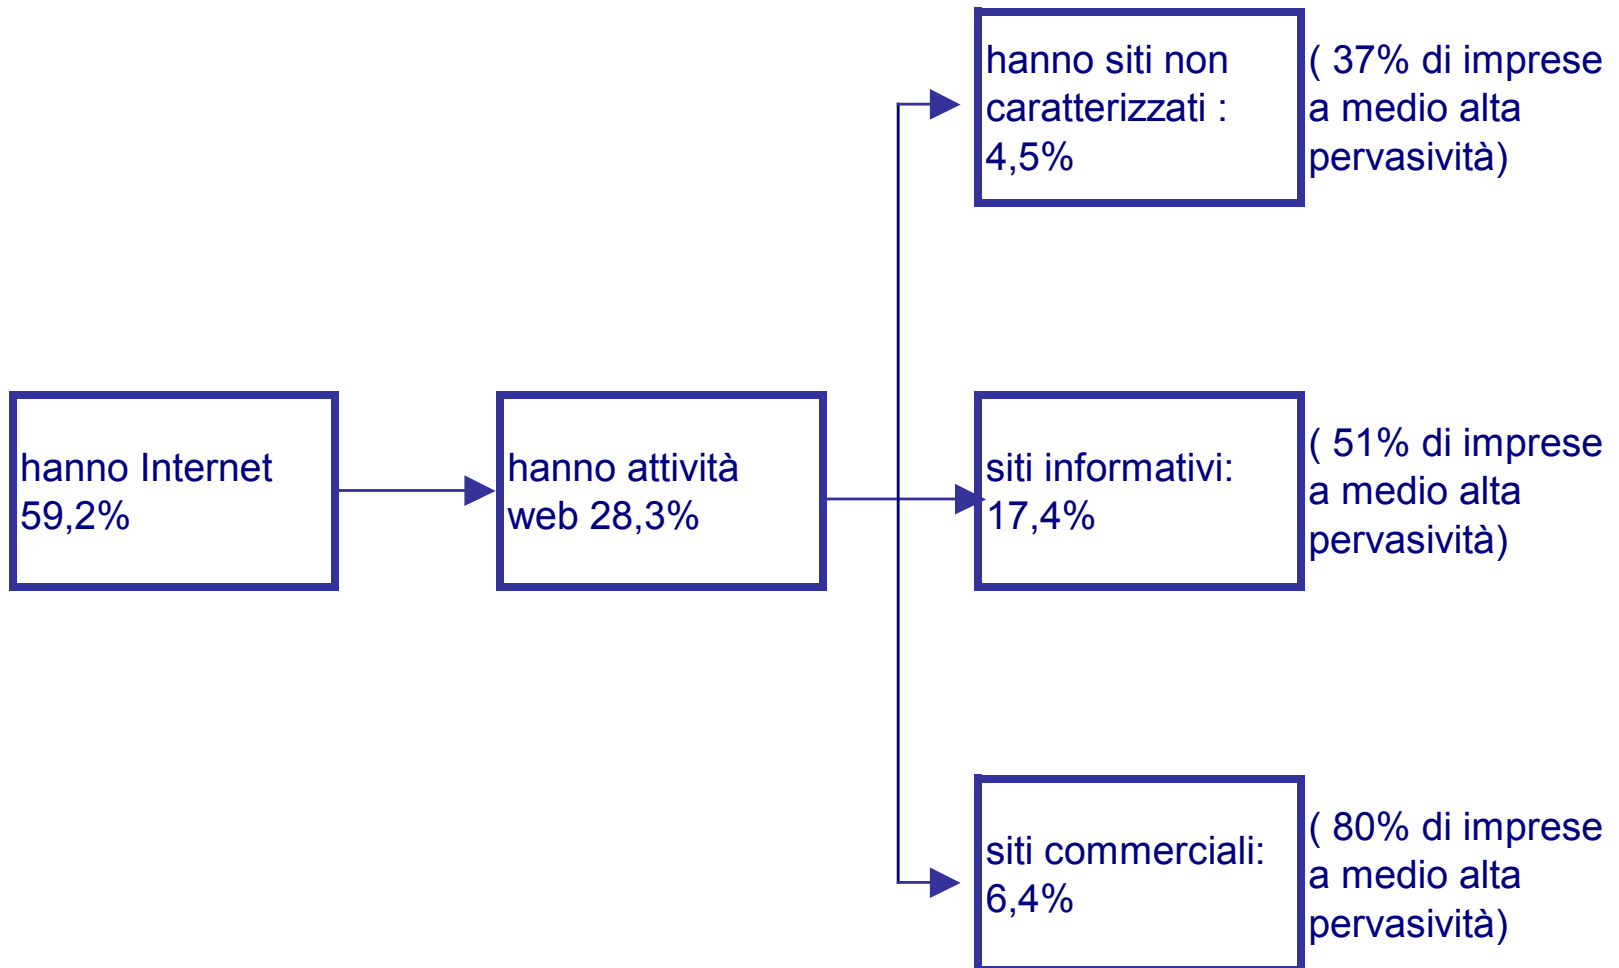 hanno siti non
caratterizzati :
4,5%
( 37% di imprese
a medio alta
pervasività)
hanno Internet
59,2%
hanno attività
web 28,3%
siti informativi:
17,4%
( 51% di imprese
a medio alta
pervasività)
siti commerciali:
6,4%
( 80% di imprese
a medio alta
pervasività)